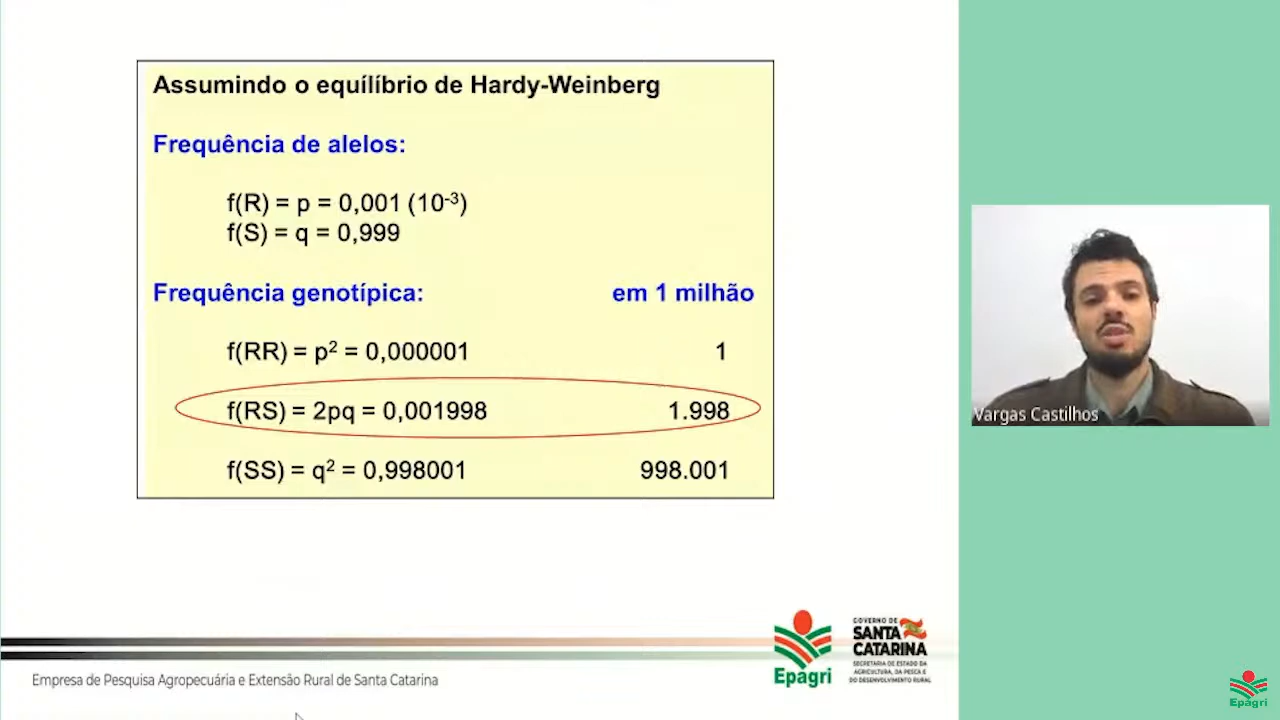 Assumindo o equílíbrio de Hardy-Weinberg
Frequência de alelos:
f(R) = p = 0,001 (10⁻³)
f(S) = q = 0,999
Frequência genotípica: em 1 milhão
f(RR) = p² = 0,000001 1
f(RS) = 2pq = 0,001998 1.998
f(SS) = q² = 0,998001 998.001
Vargas Castilhos
Epagri
GOVERNO DE
SANTA
CATARINA
SECRETARIA DE ESTADO DA
AGRICULTURA, DA PESCA E
DO DESENVOLVIMENTO RURAL
Empresa de Pesquisa Agropecuária e Extensão Rural de Santa Catarina
Epagri